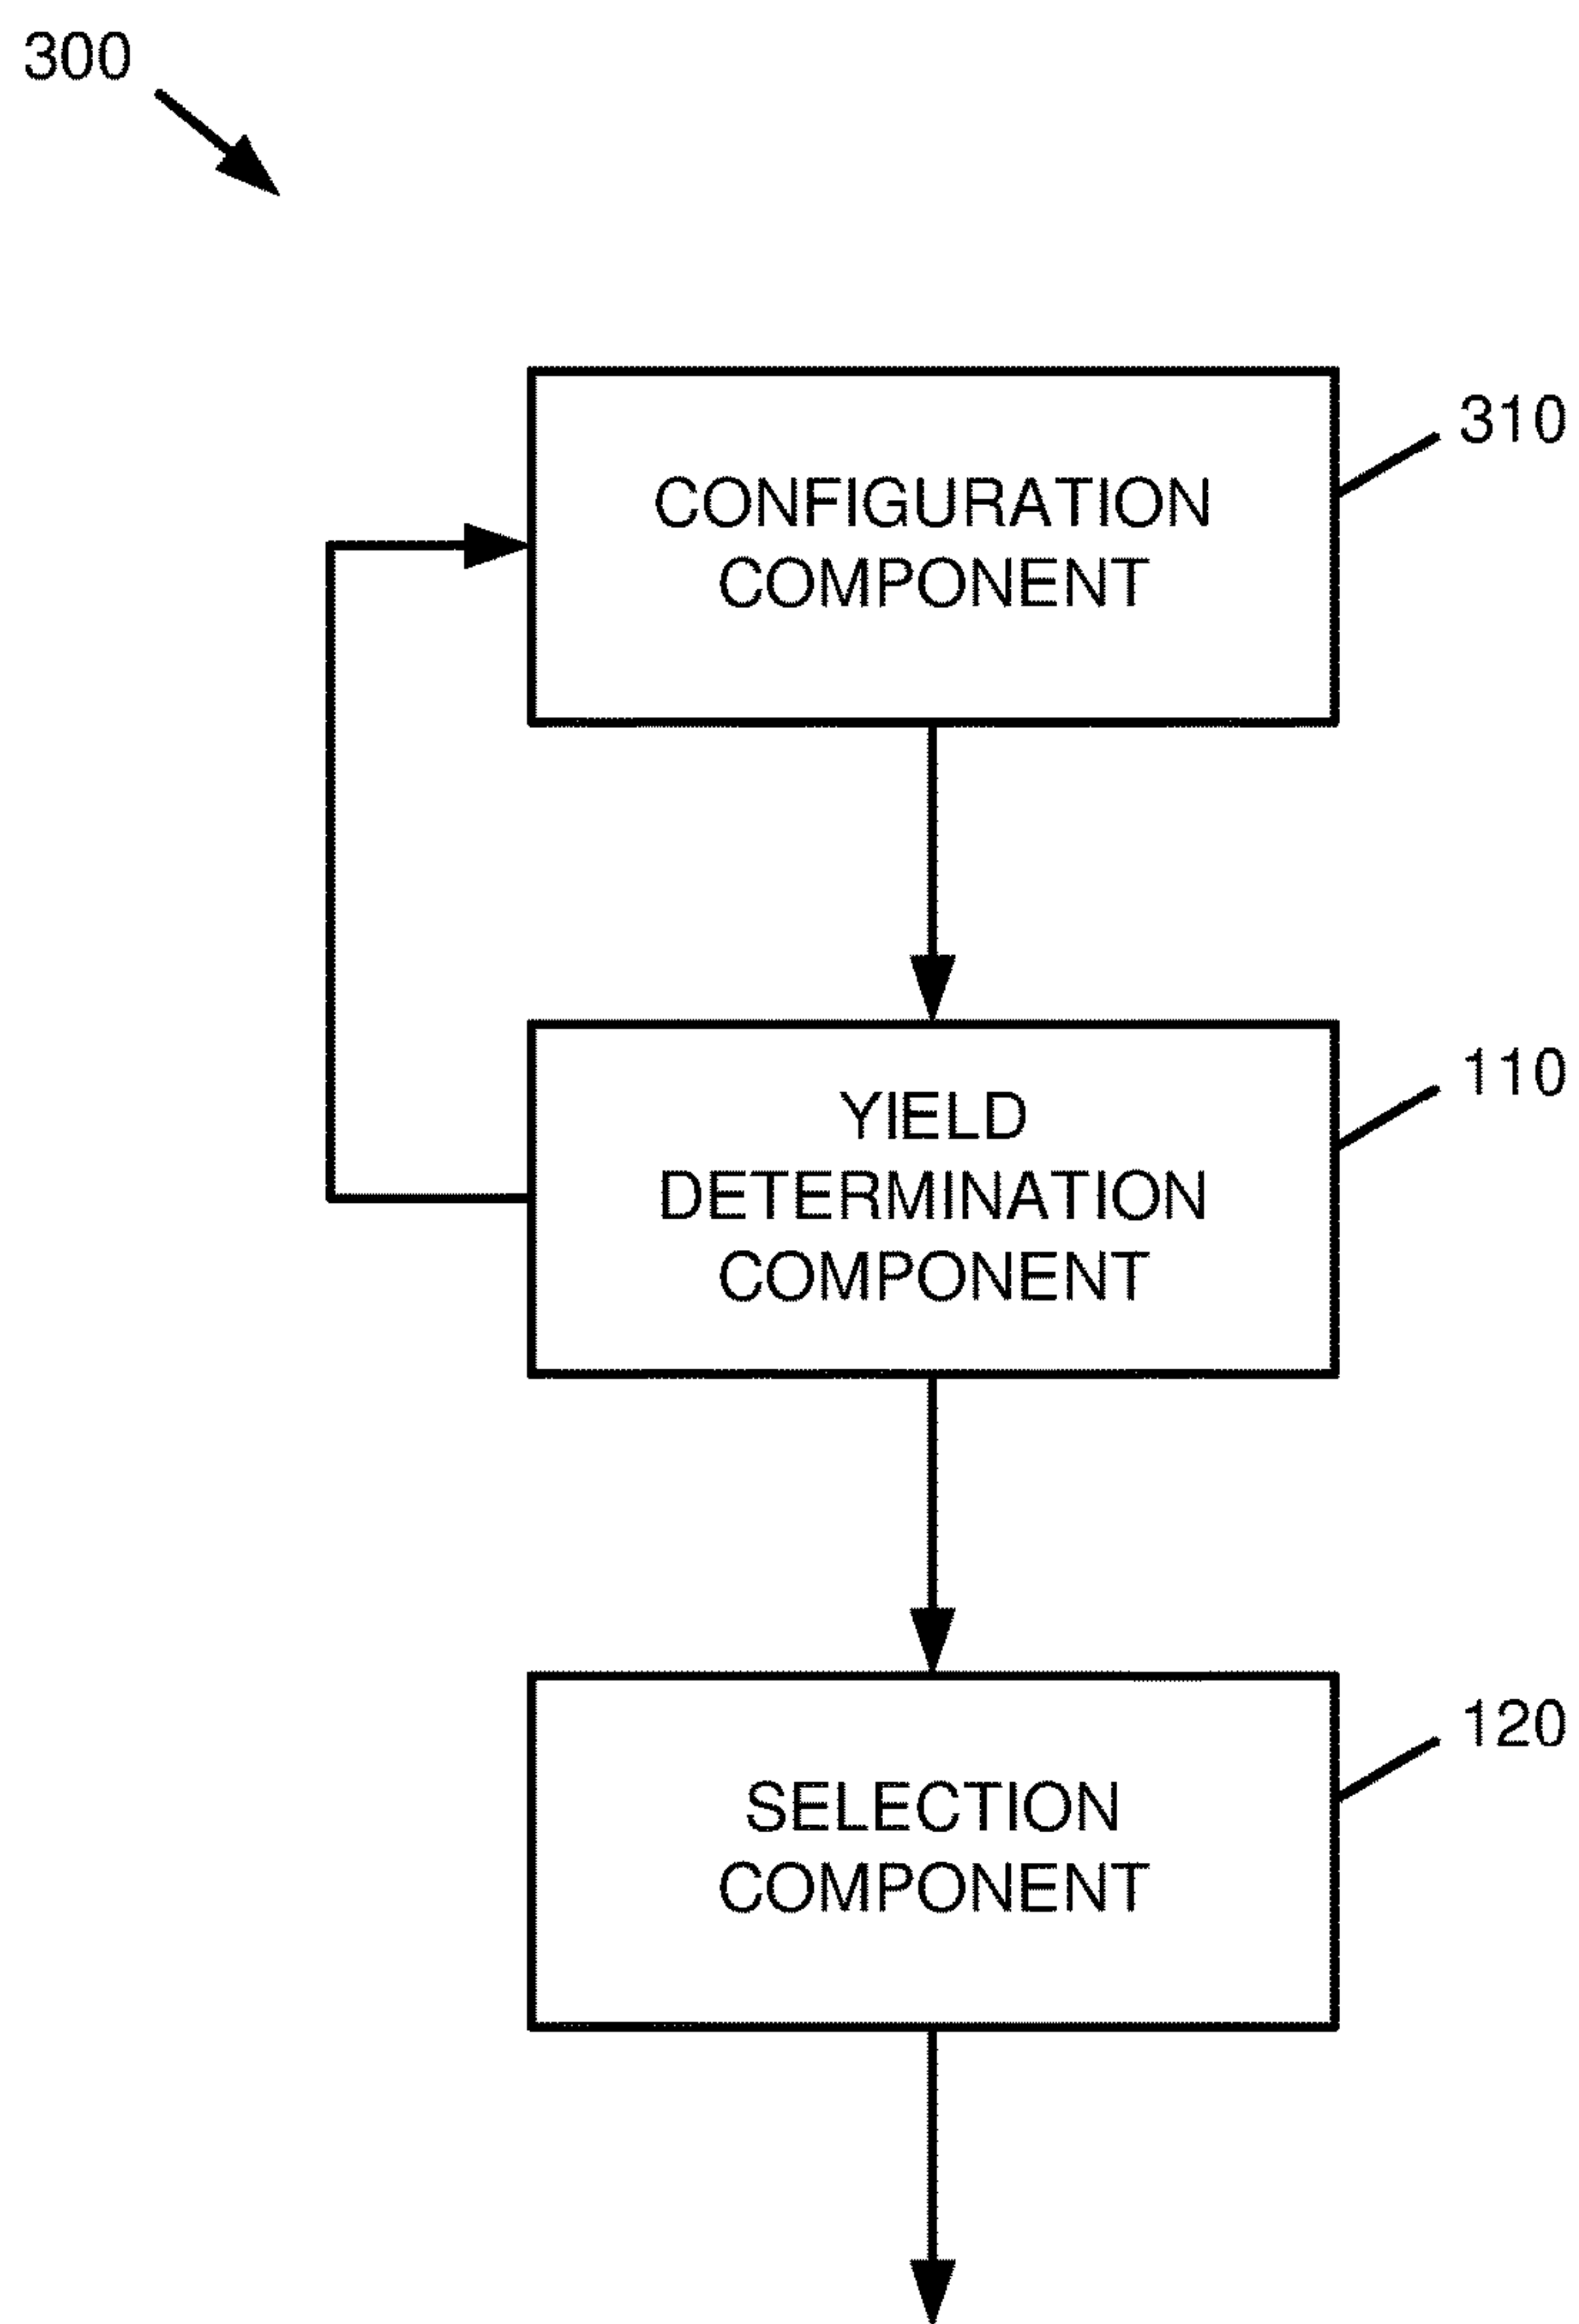 300
310
CONFIGURATION
COMPONENT
110
YIELD
DETERMINATION
COMPONENT
120
SELECTION
COMPONENT